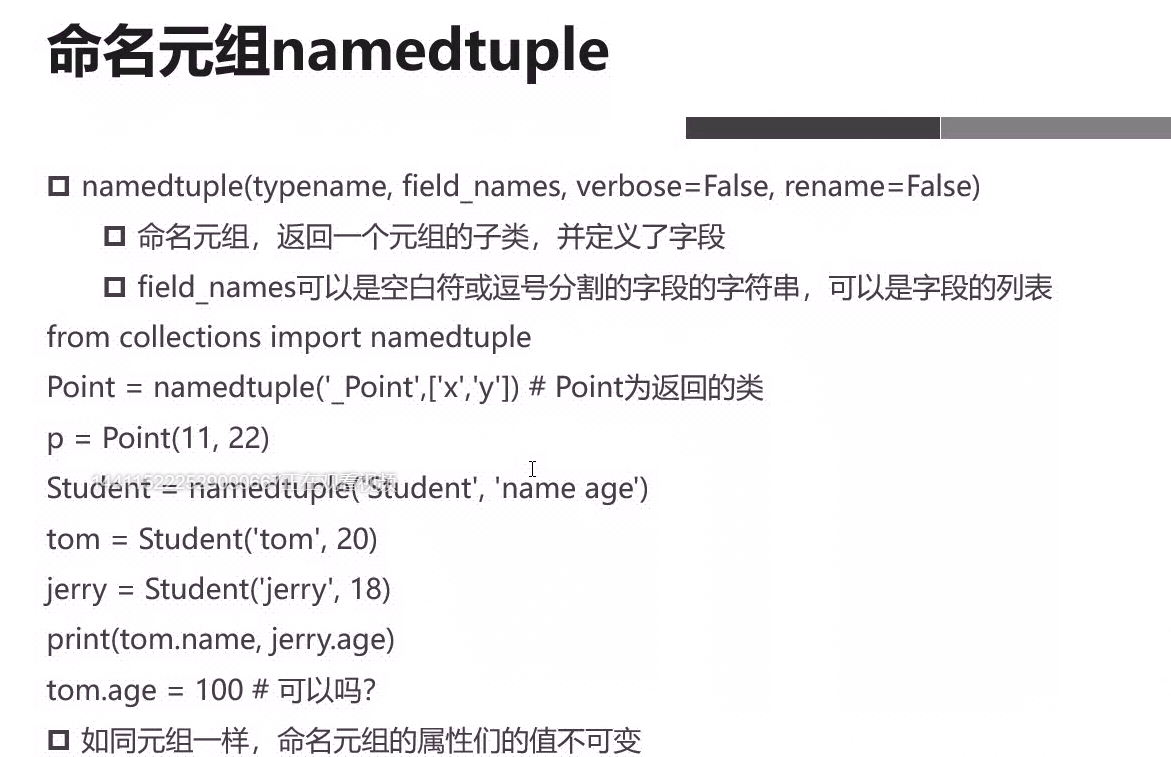 命名元组namedtuple
namedtuple(typename, field_names, verbose=False, rename=False)
命名元组，返回一个元组的子类，并定义了字段
field_names可以是空白符或逗号分割的字段的字符串，可以是字段的列表
from collections import namedtuple
Point = namedtuple('_Point',['x','y']) # Point为返回的类
p = Point(11, 22)
正在观看视频
Student = namedtuple('Student', 'name age')
tom = Student('tom', 20)
jerry = Student('jerry', 18)
print(tom.name, jerry.age)
tom.age = 100 # 可以吗？
如同元组一样，命名元组的属性们的值不可变